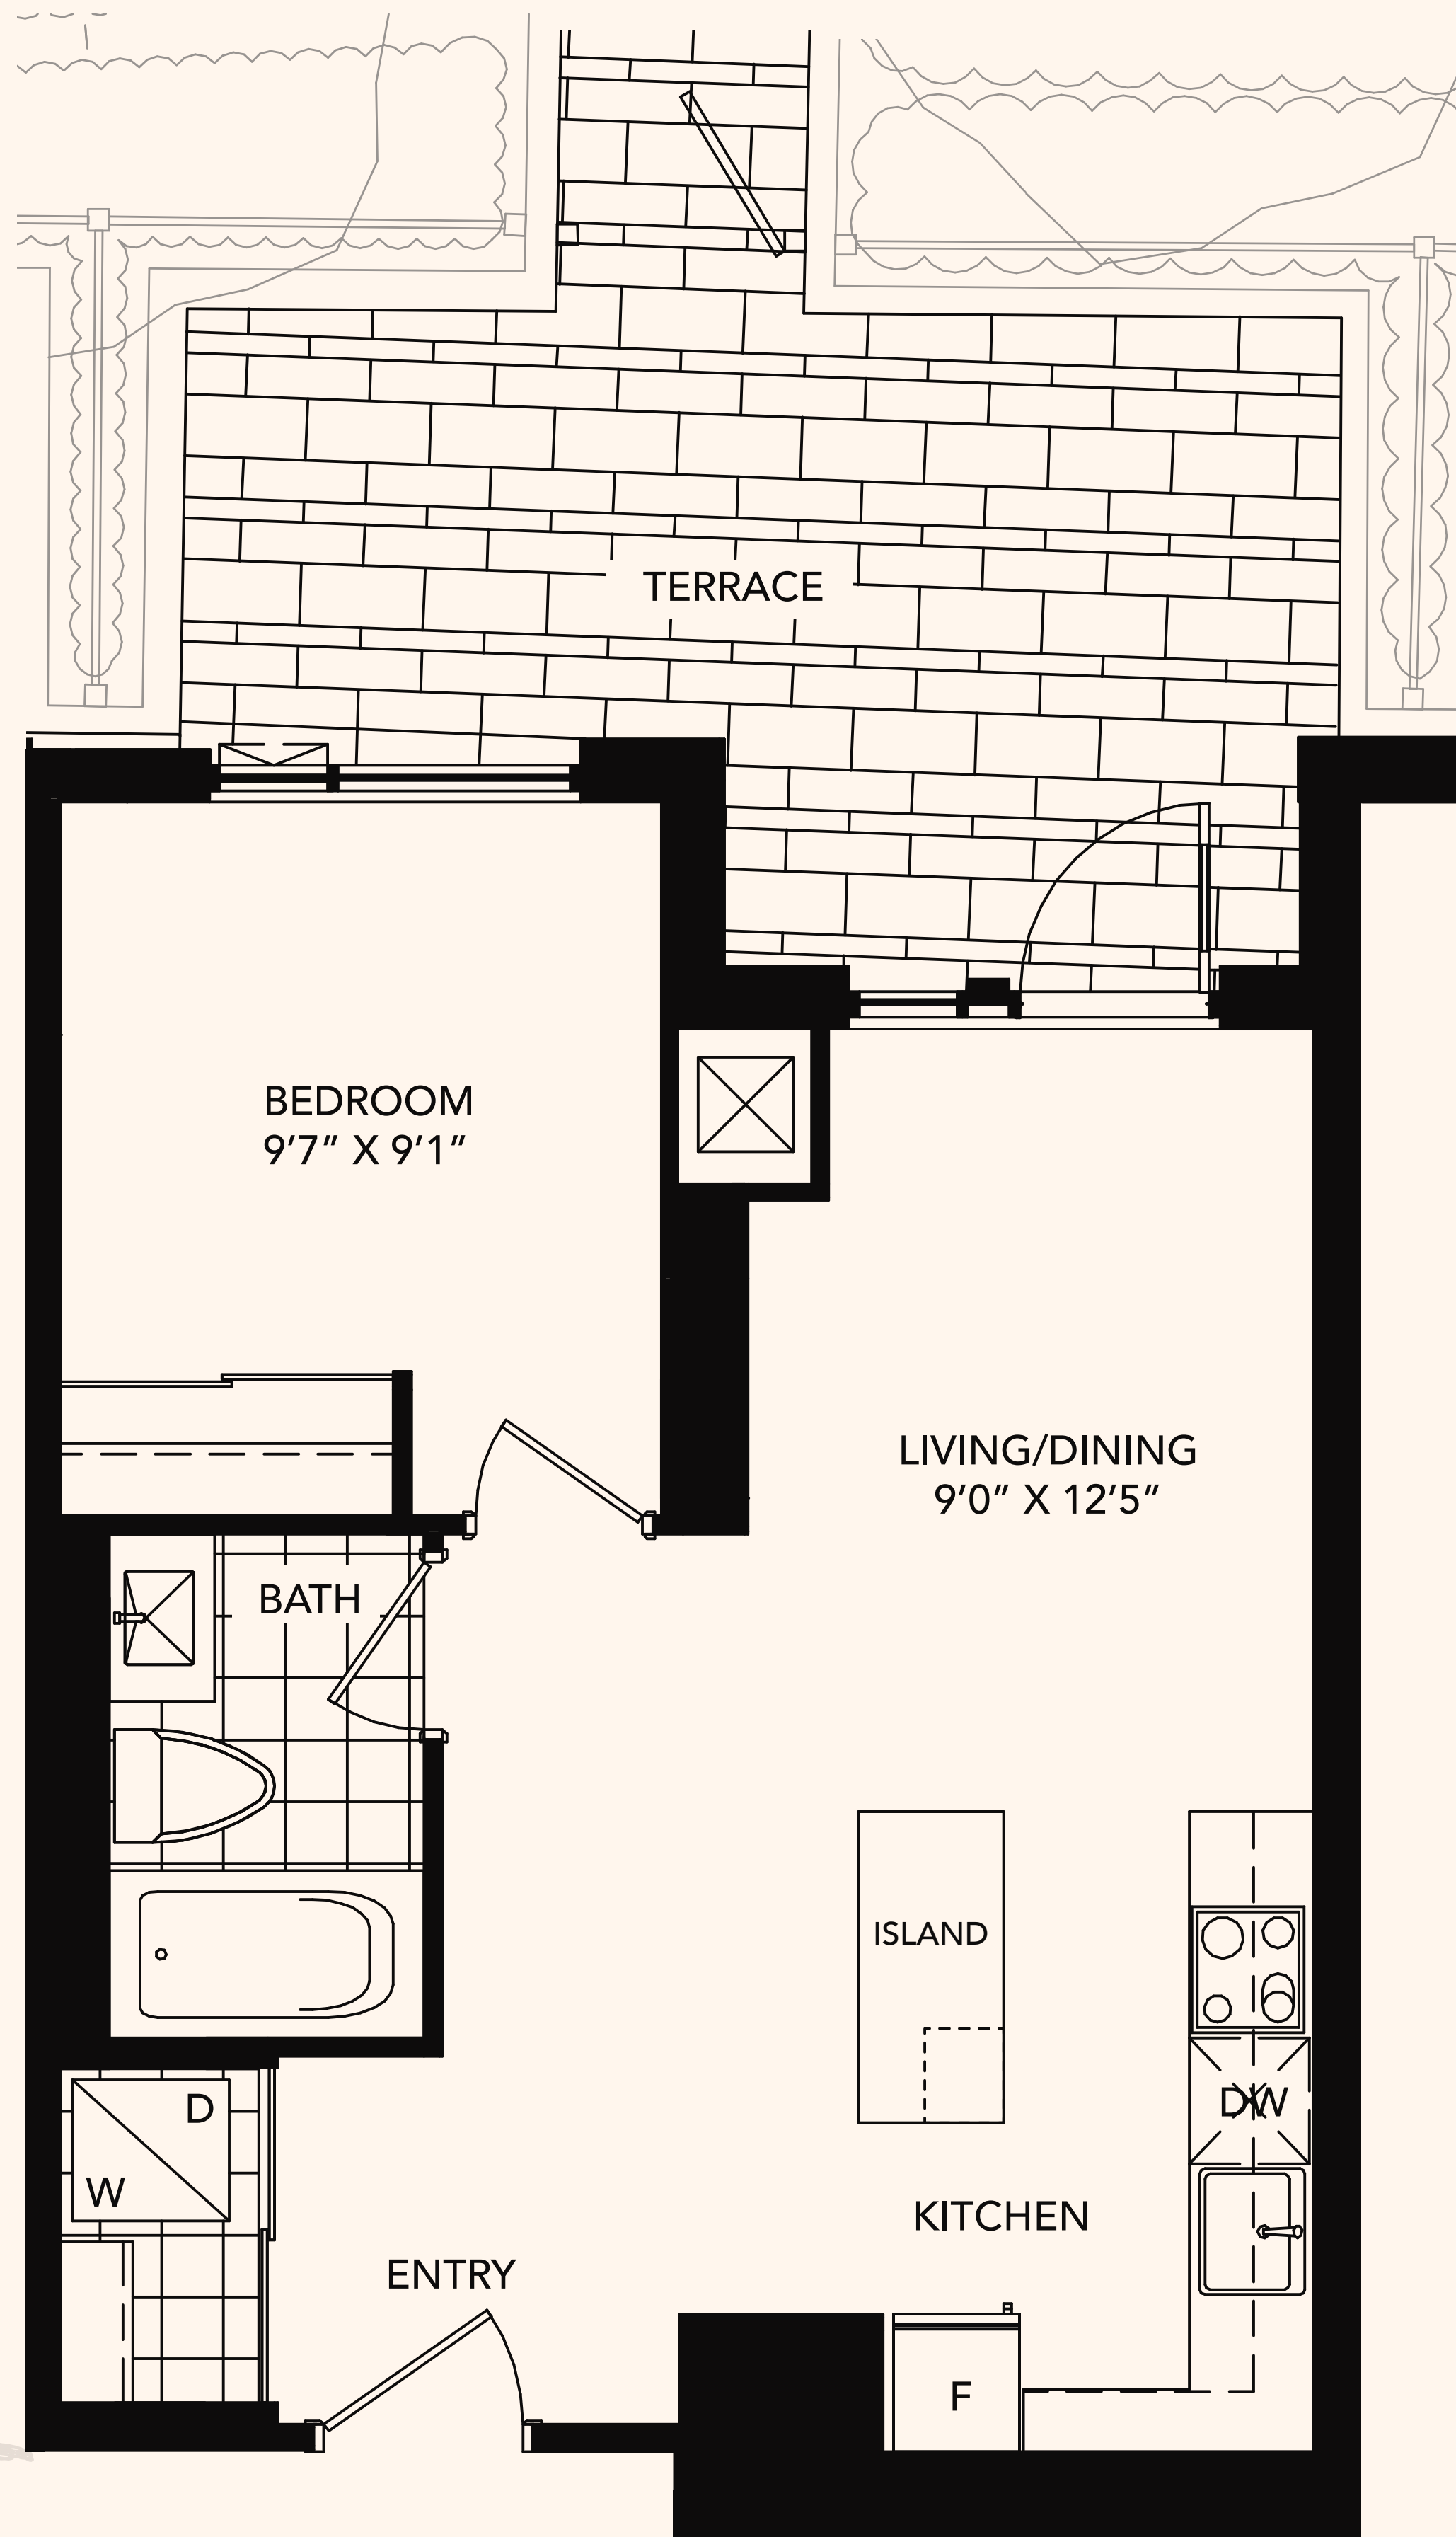 TERRACE
BEDROOM
9’7” X 9’1”
LIVING/DINING
9’0” X 12’5”
BATH
ISLAND
DW
D
W
KITCHEN
ENTRY
F